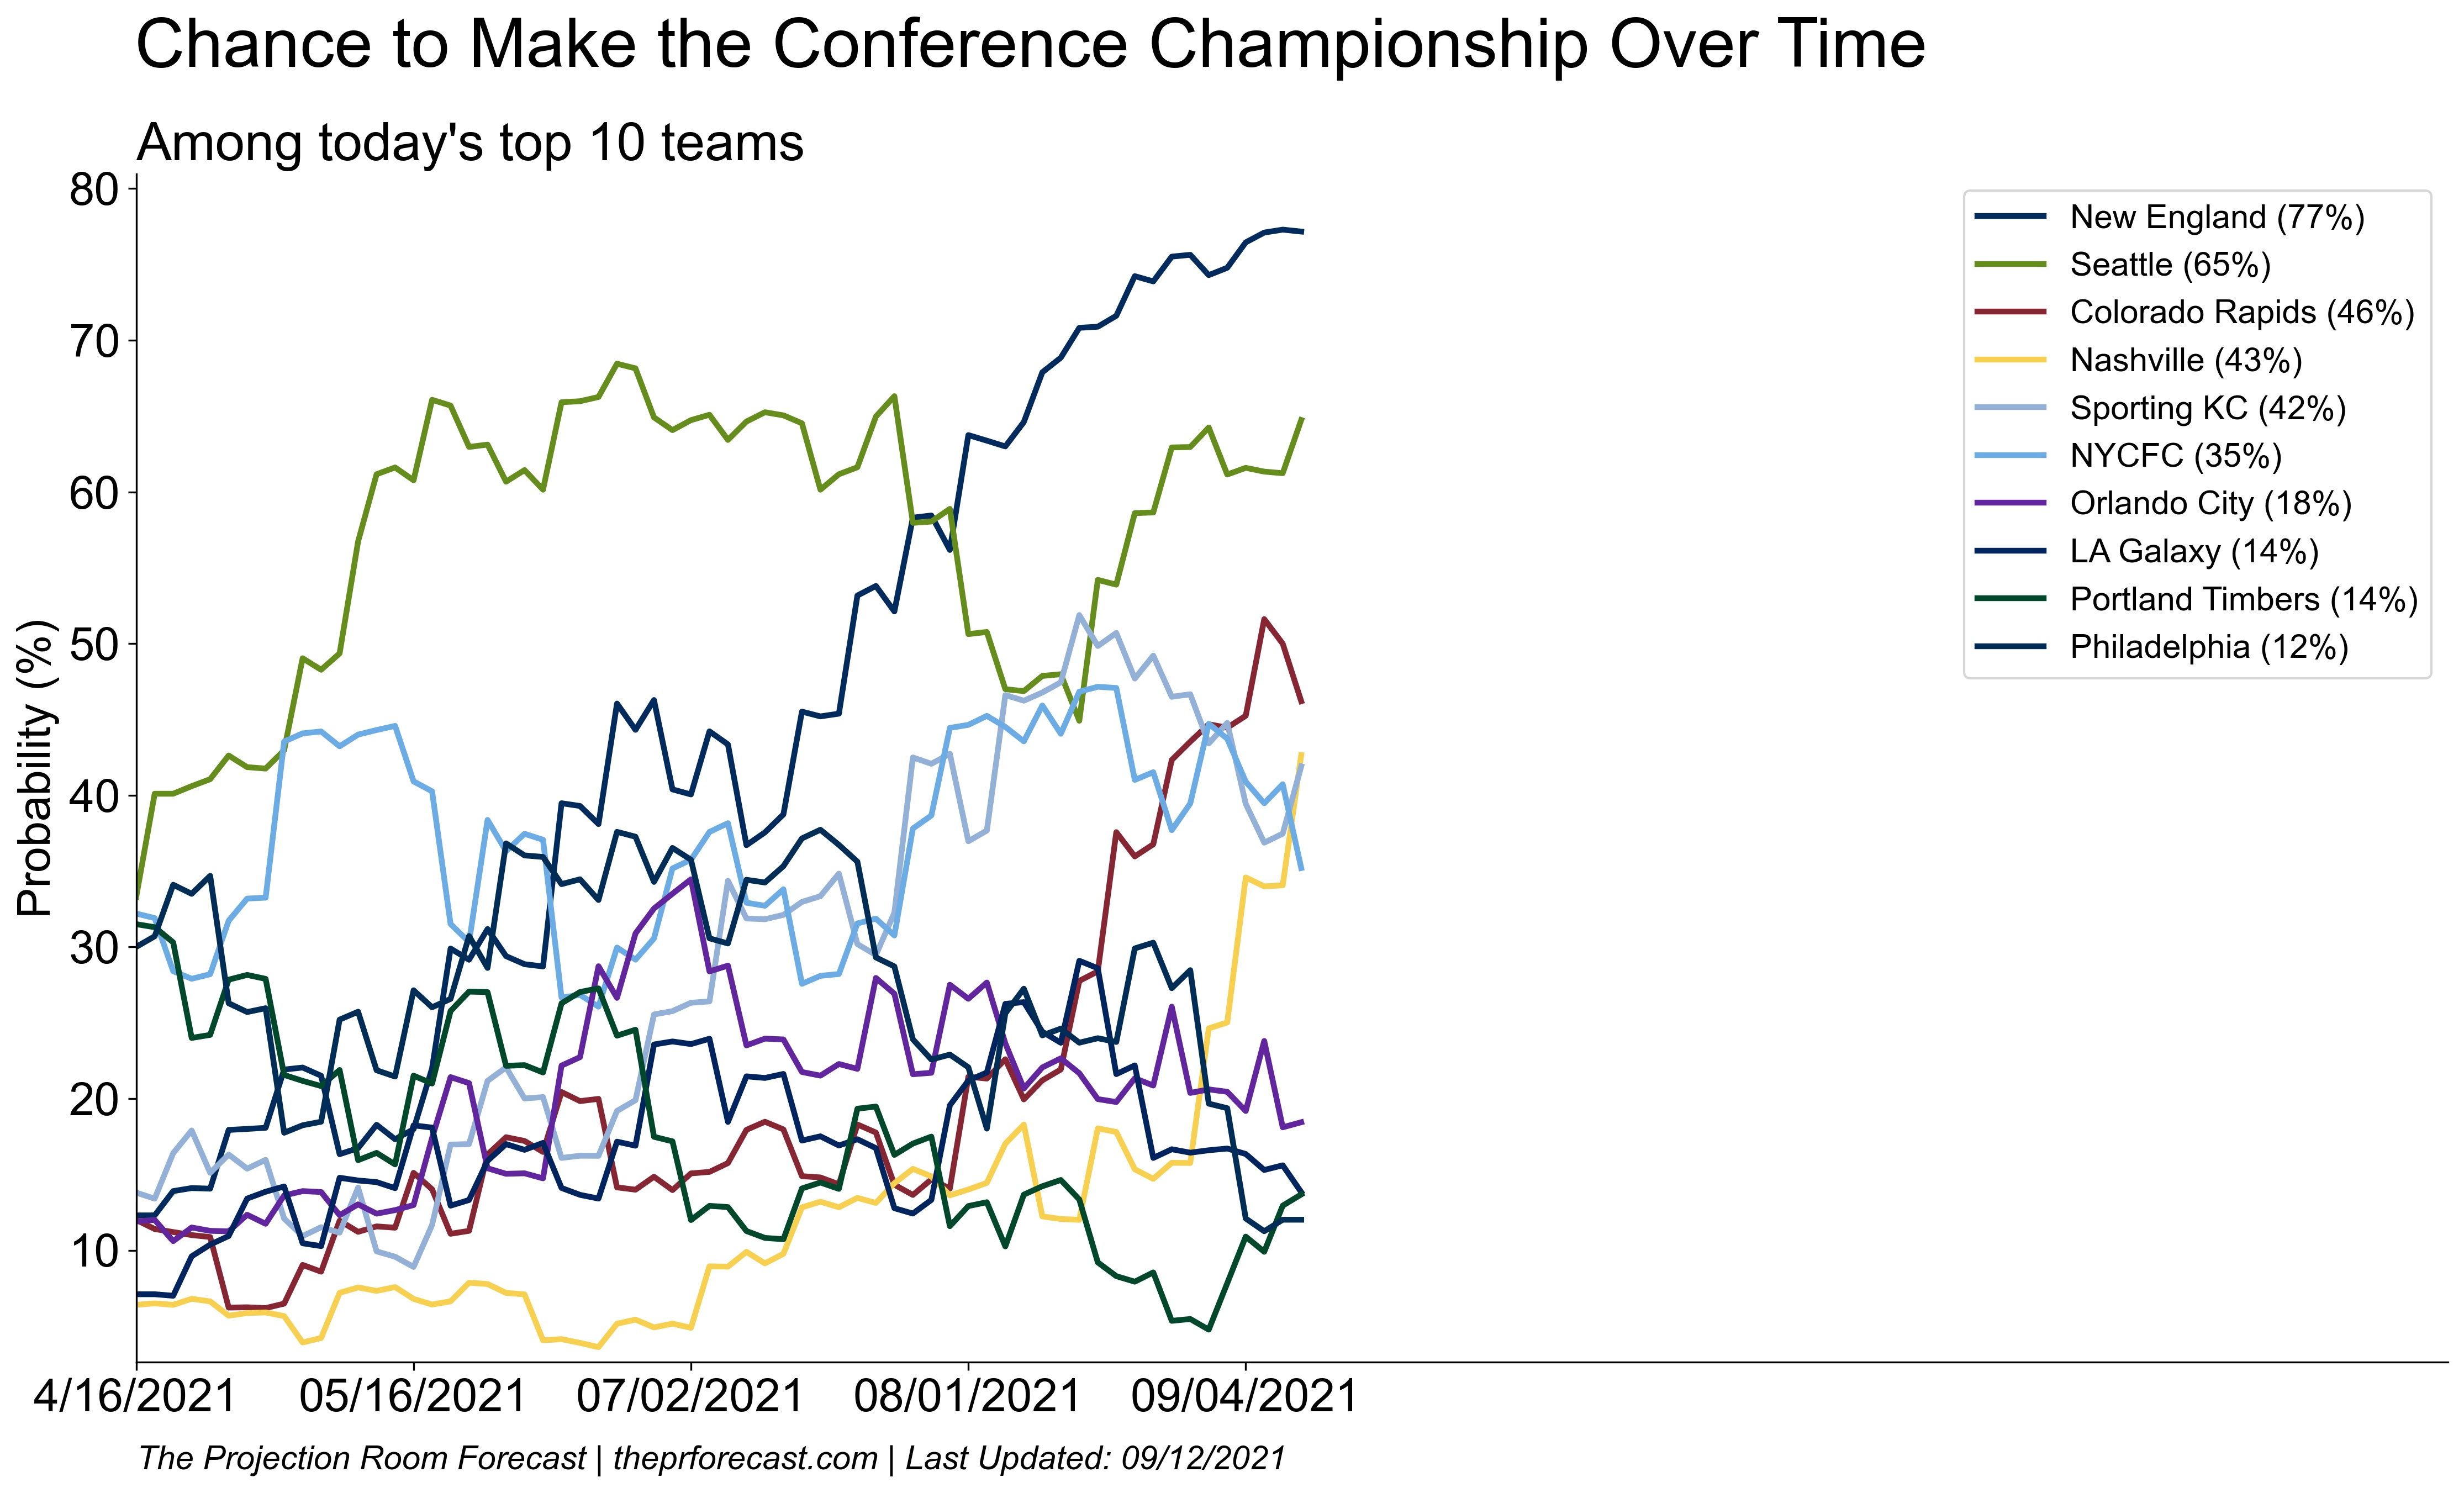 Chance to Make the Conference Championship Over Time
Among today's top 10 teams
80
70
60
50
40
30
20
10
Probability (%)
New England (77%)
Seattle (65%)
Colorado Rapids (46%)
Nashville (43%)
Sporting KC (42%)
NYCFC (35%)
Orlando City (18%)
LA Galaxy (14%)
Portland Timbers (14%)
Philadelphia (12%)
4/16/2021 05/16/2021 07/02/2021 08/01/2021 09/04/2021
The Projection Room Forecast | theprforecast.com | Last Updated: 09/12/2021